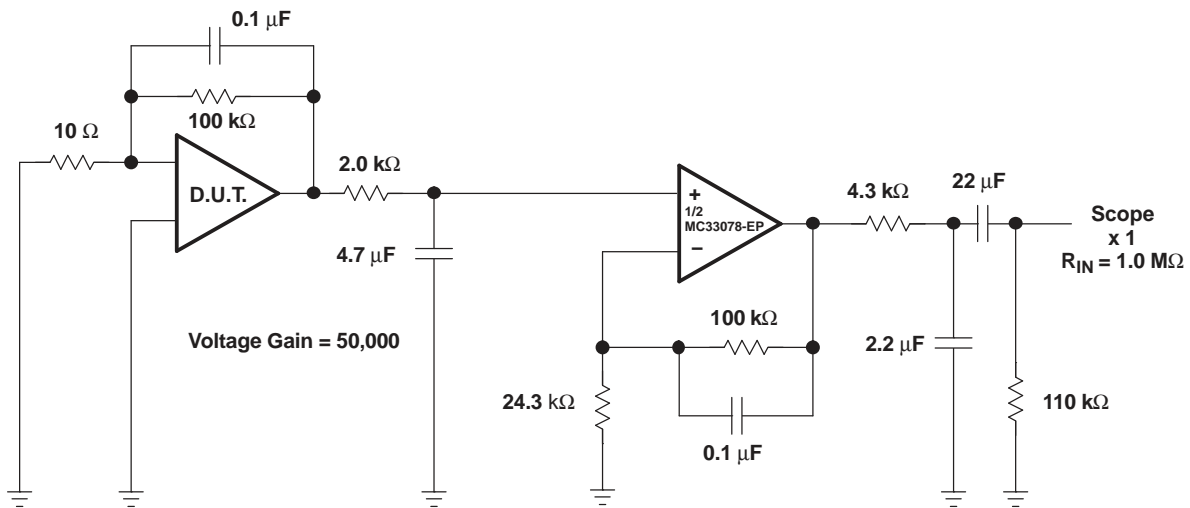 0.1 μF
100 kΩ
10 Ω
D.U.T.
2.0 kΩ
4.7 μF
Voltage Gain = 50,000
+
1/2
MC33078-EP
−
4.3 kΩ
22 μF
Scope
x 1
RIN = 1.0 MΩ
100 kΩ
2.2 μF
24.3 kΩ
0.1 μF
110 kΩ